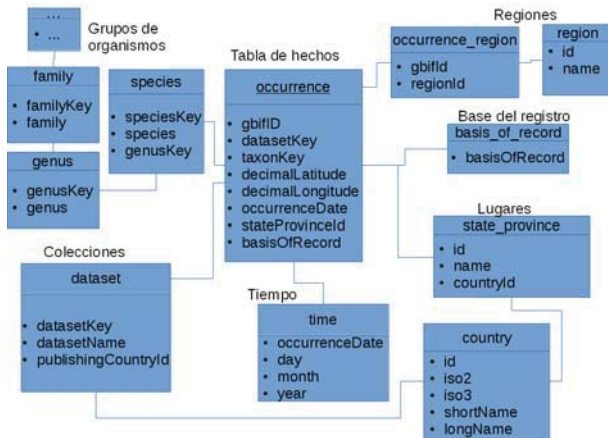 ...
• ...
Grupos de
organismos
family
• familyKey
• family
genus
• genusKey
• genus
species
• speciesKey
• species
• genusKey
Tabla de hechos
occurrence
• gbifID
• datasetKey
• taxonKey
• decimalLatitude
• decimalLongitude
• occurrenceDate
• stateProvinceId
• basisOfRecord
Regiones
occurrence_region
• gbifId
• regionId
region
• id
• name
Base del registro
basis_of_record
• basisOfRecord
Lugares
state_province
• id
• name
• countryId
Colecciones
dataset
• datasetKey
• datasetName
• publishingCountryId
Tiempo
time
• occurrenceDate
• day
• month
• year
country
• id
• iso2
• iso3
• shortName
• longName